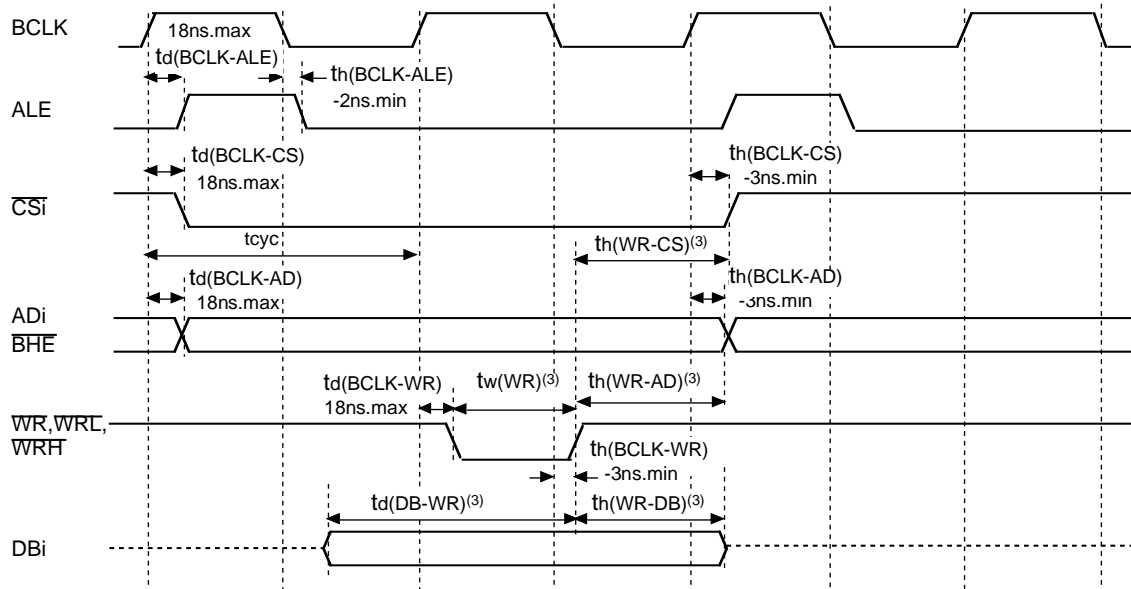 BCLK
18ns.max
td(BCLK-ALE)
th(BCLK-ALE)
-2ns.min
ALE
td(BCLK-CS)
18ns.max
th(BCLK-CS)
-3ns.min
CSi
tcyc
th(WR-CS)(3)
td(BCLK-AD)
18ns.max
th(BCLK-AD)
-3ns.min
ADi
BHE
td(BCLK-WR)
18ns.max
tw(WR)(3)
th(WR-AD)(3)
WR,WRL,
WRH
th(BCLK-WR)
-3ns.min
td(DB-WR)(3)
th(WR-DB)(3)
DBi